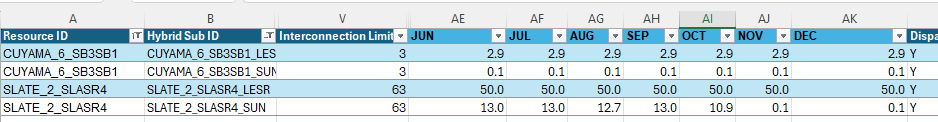 A B V AE AF AG AH AI AJ AK
Resource ID Hybrid Sub ID Interconnection Limit JUN JUL AUG SEP OCT NOV DEC Dispa
CUYAMA_6_SB3SB1 CUYAMA_6_SB3SB1_LES 3 2.9 2.9 2.9 2.9 2.9 2.9 2.9 Y
CUYAMA_6_SB3SB1 CUYAMA_6_SB3SB1_SUN 3 0.1 0.1 0.1 0.1 0.1 0.1 0.1 Y
SLATE_2_SLASR4 SLATE_2_SLASR4_LESR 63 50.0 50.0 50.0 50.0 50.0 50.0 50.0 Y
SLATE_2_SLASR4 SLATE_2_SLASR4_SUN 63 13.0 13.0 12.7 13.0 10.9 0.1 0.1 Y